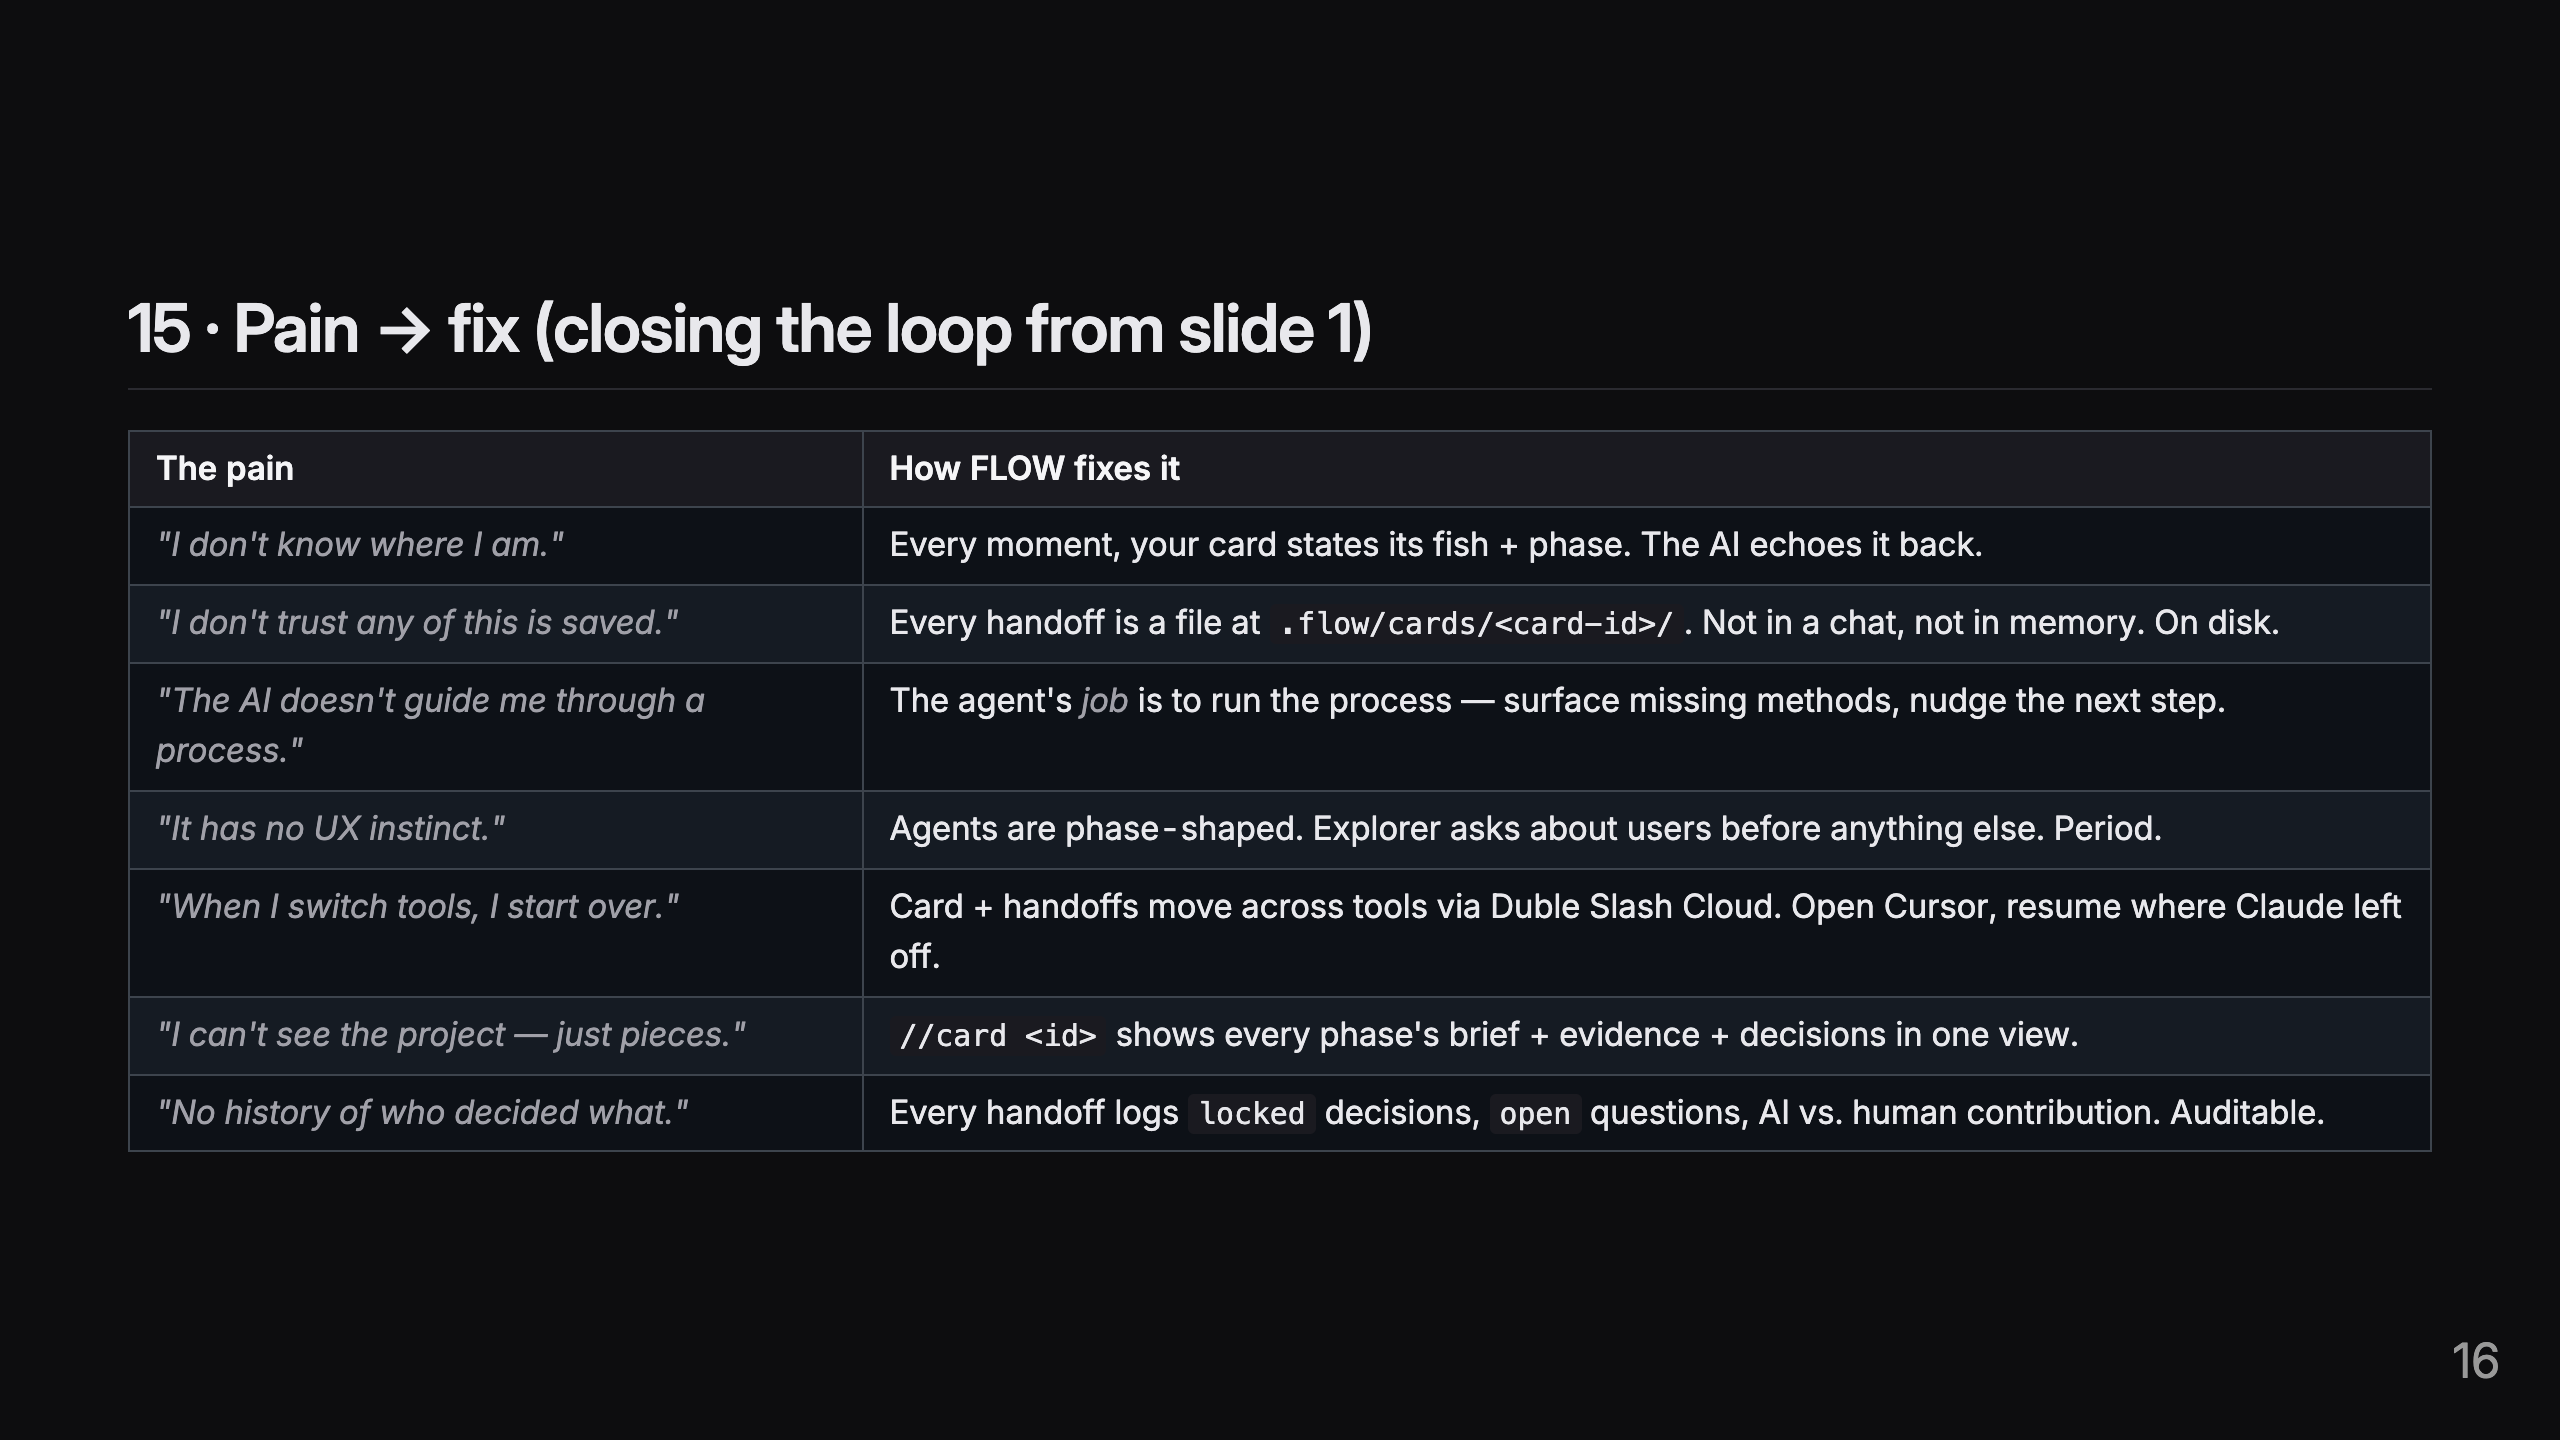 15 · Pain → fix (closing the loop from slide 1)
The pain
How FLOW fixes it
"I don't know where I am."
Every moment, your card states its fish + phase. The AI echoes it back.
"I don't trust any of this is saved."
Every handoff is a file at .flow/cards/<card-id>/ . Not in a chat, not in memory. On disk.
"The AI doesn't guide me through a
process."
The agent's job is to run the process — surface missing methods, nudge the next step.
"It has no UX instinct."
Agents are phase-shaped. Explorer asks about users before anything else. Period.
"When I switch tools, I start over."
Card + handoffs move across tools via Duble Slash Cloud. Open Cursor, resume where Claude left
off.
"I can't see the project — just pieces."
//card <id> shows every phase's brief + evidence + decisions in one view.
"No history of who decided what."
Every handoff logs locked decisions, open questions, AI vs. human contribution. Auditable.
16